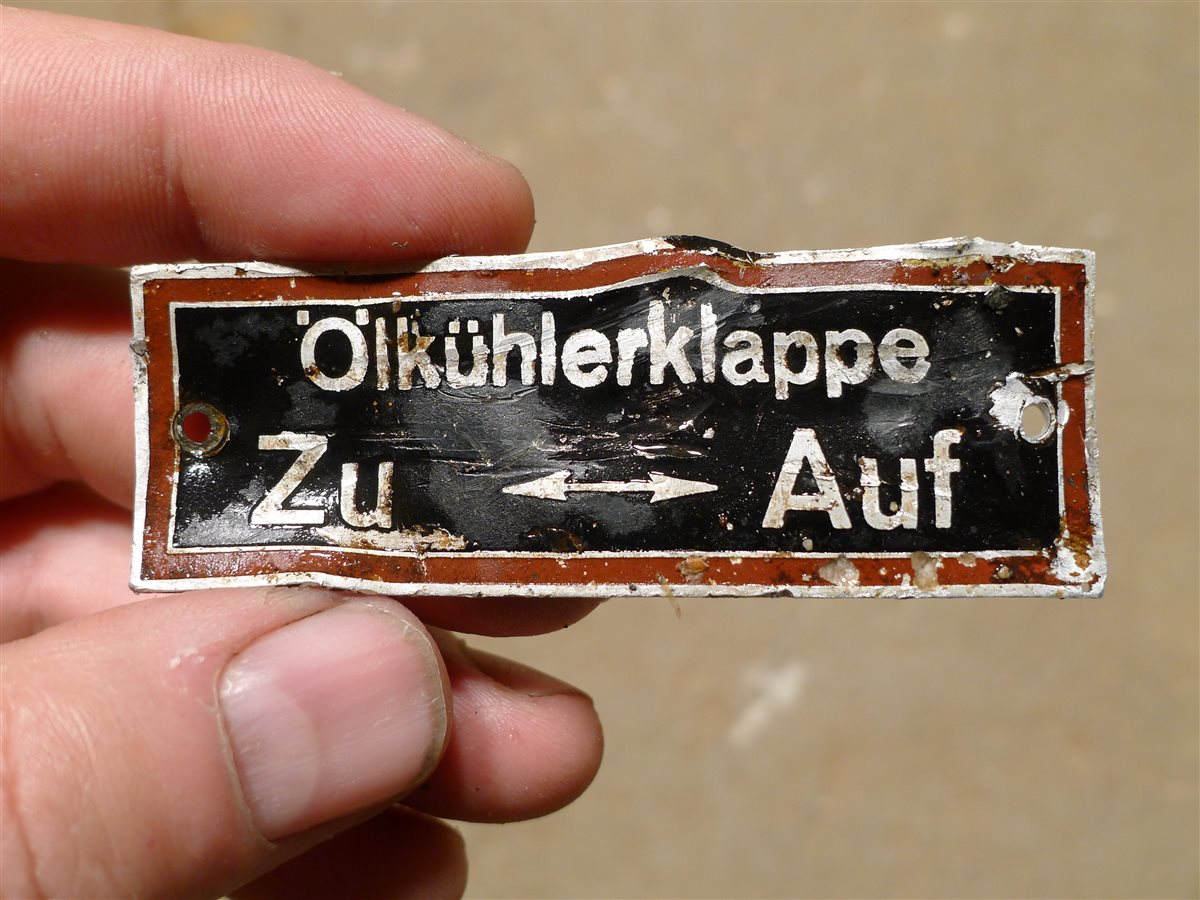 Ölkühlerklappe
Zu ↔ Auf